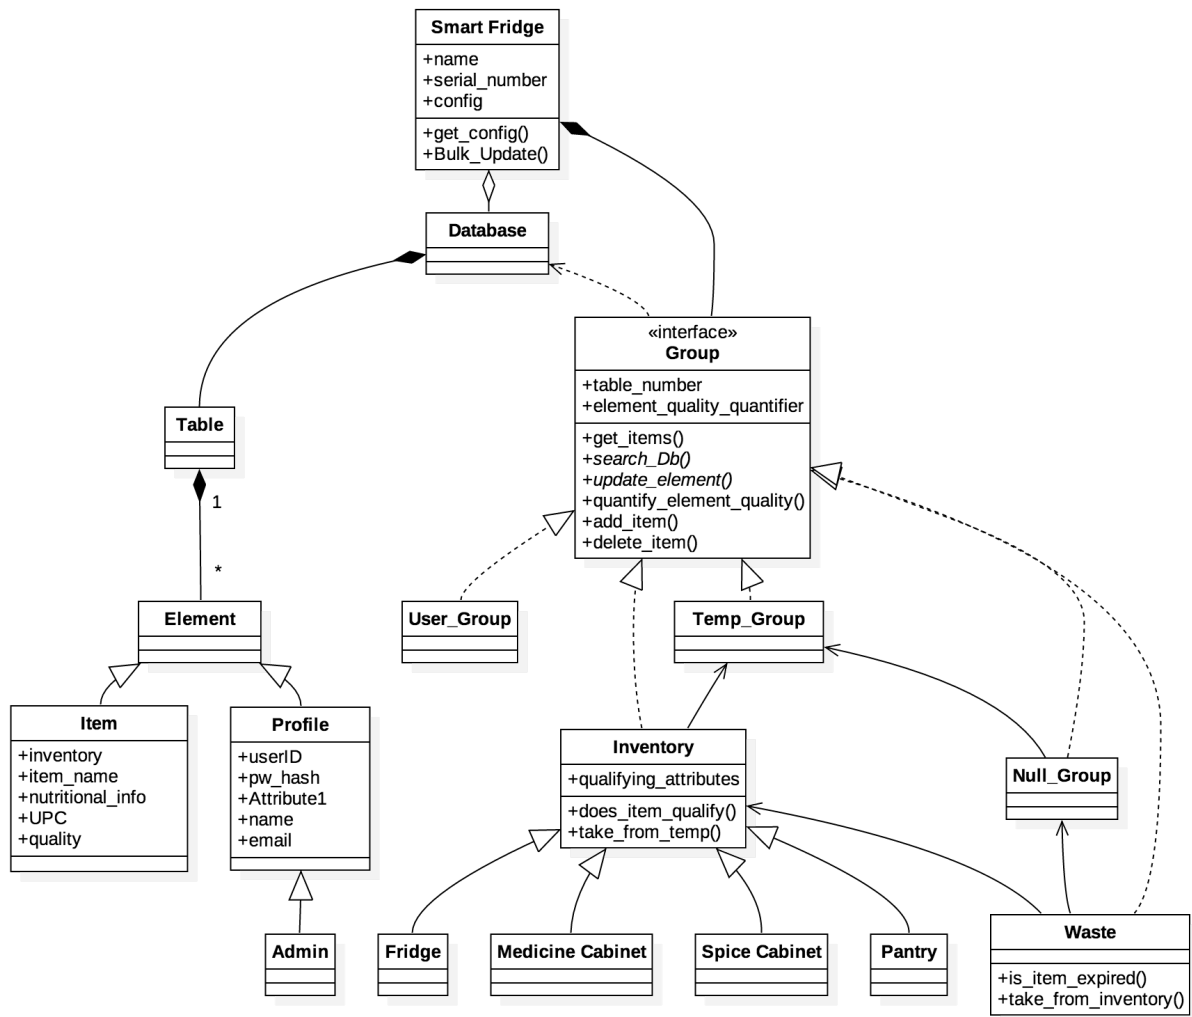 Smart Fridge
+name
+serial_number
+config
+get_config()
+Bulk_Update()
Database
«interface»
Group
+table_number
+element_quality_quantifier
+get_items()
+search_Db()
+update_element()
+quantify_element_quality()
+add_item()
+delete_item()
Table
1
*
Element
User_Group
Temp_Group
Item
+inventory
+item_name
+nutritional_info
+UPC
+quality
Profile
+userID
+pw_hash
+Attribute1
+name
+email
Inventory
+qualifying_attributes
+does_item_qualify()
+take_from_temp()
Null_Group
Admin
Fridge
Medicine Cabinet
Spice Cabinet
Pantry
Waste
+is_item_expired()
+take_from_inventory()